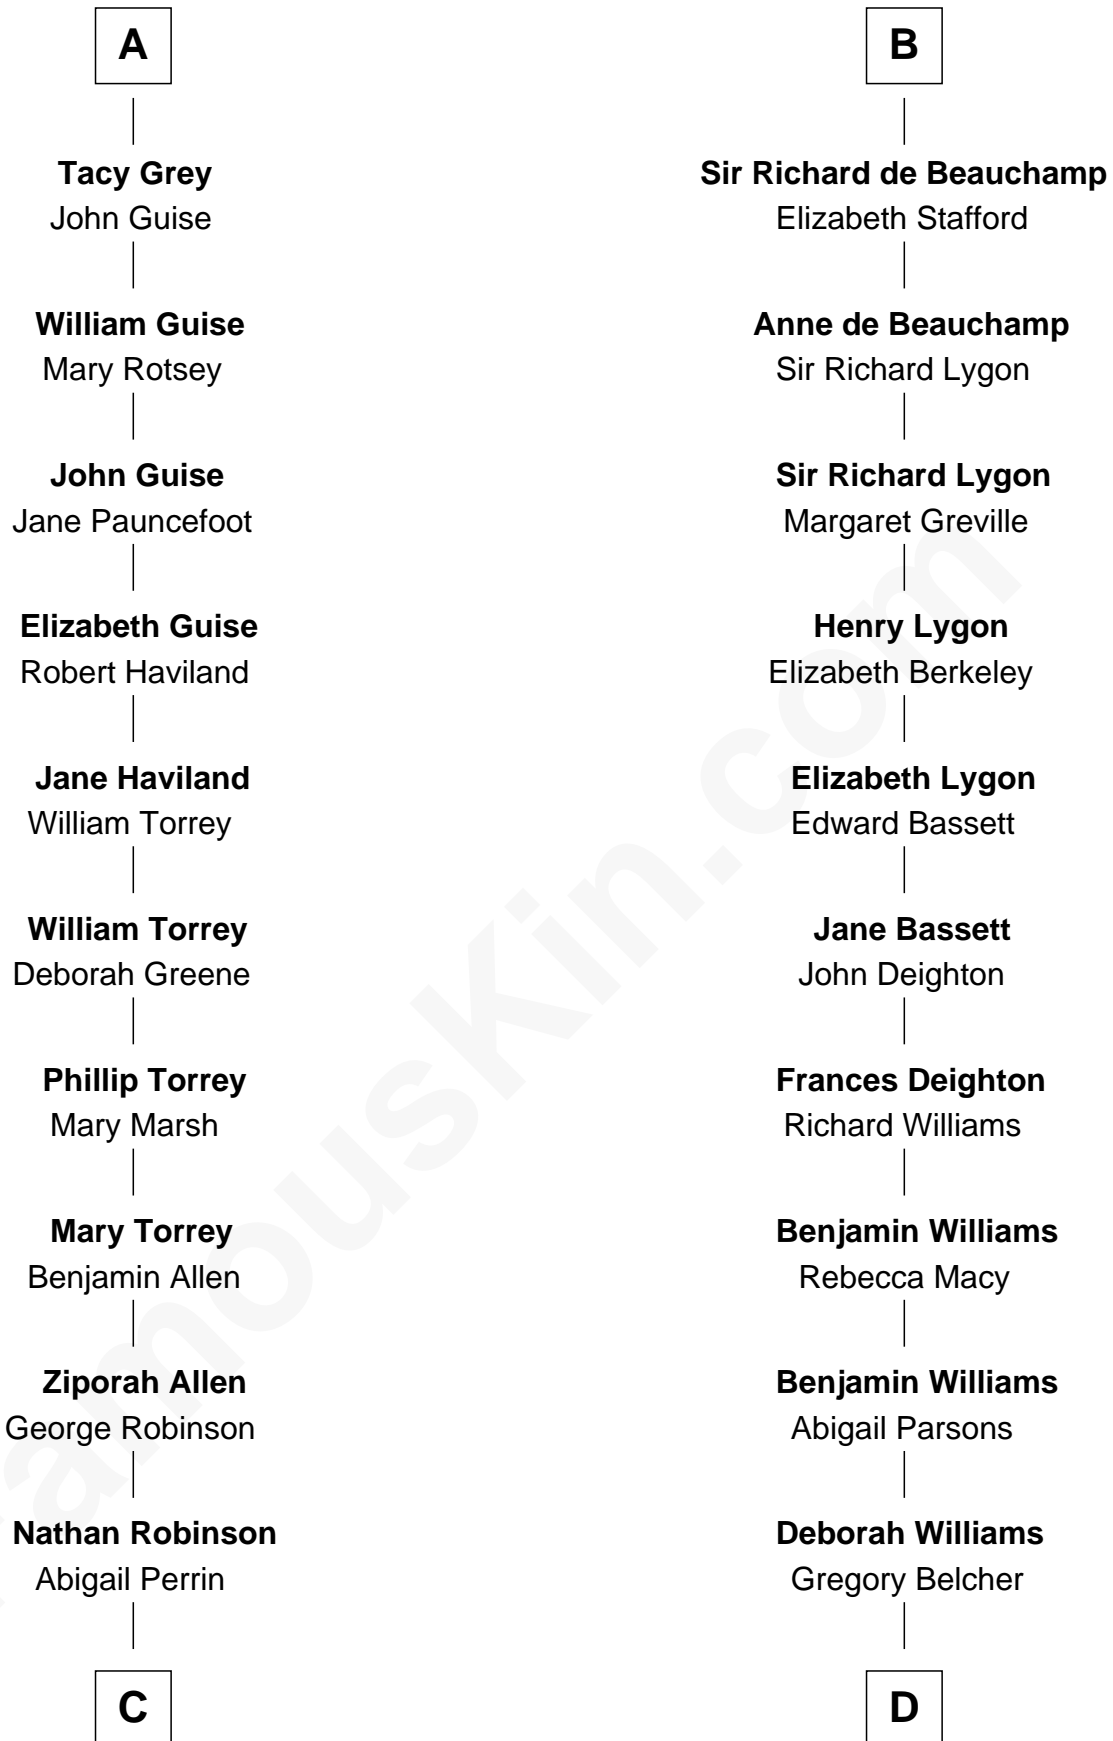 A
Tacy Grey
John Guise
William Guise
Mary Rotsey
John Guise
Jane Pauncefoot
Elizabeth Guise
Robert Haviland
Jane Haviland
William Torrey
William Torrey
Deborah Greene
Phillip Torrey
Mary Marsh
Mary Torrey
Benjamin Allen
Ziporah Allen
George Robinson
Nathan Robinson
Abigail Perrin
C
B
Sir Richard de Beauchamp
Elizabeth Stafford
Anne de Beauchamp
Sir Richard Lygon
Sir Richard Lygon
Margaret Greville
Henry Lygon
Elizabeth Berkeley
Elizabeth Lygon
Edward Bassett
Jane Bassett
John Deighton
Frances Deighton
Richard Williams
Benjamin Williams
Rebecca Macy
Benjamin Williams
Abigail Parsons
Deborah Williams
Gregory Belcher
D
FamousKin.com